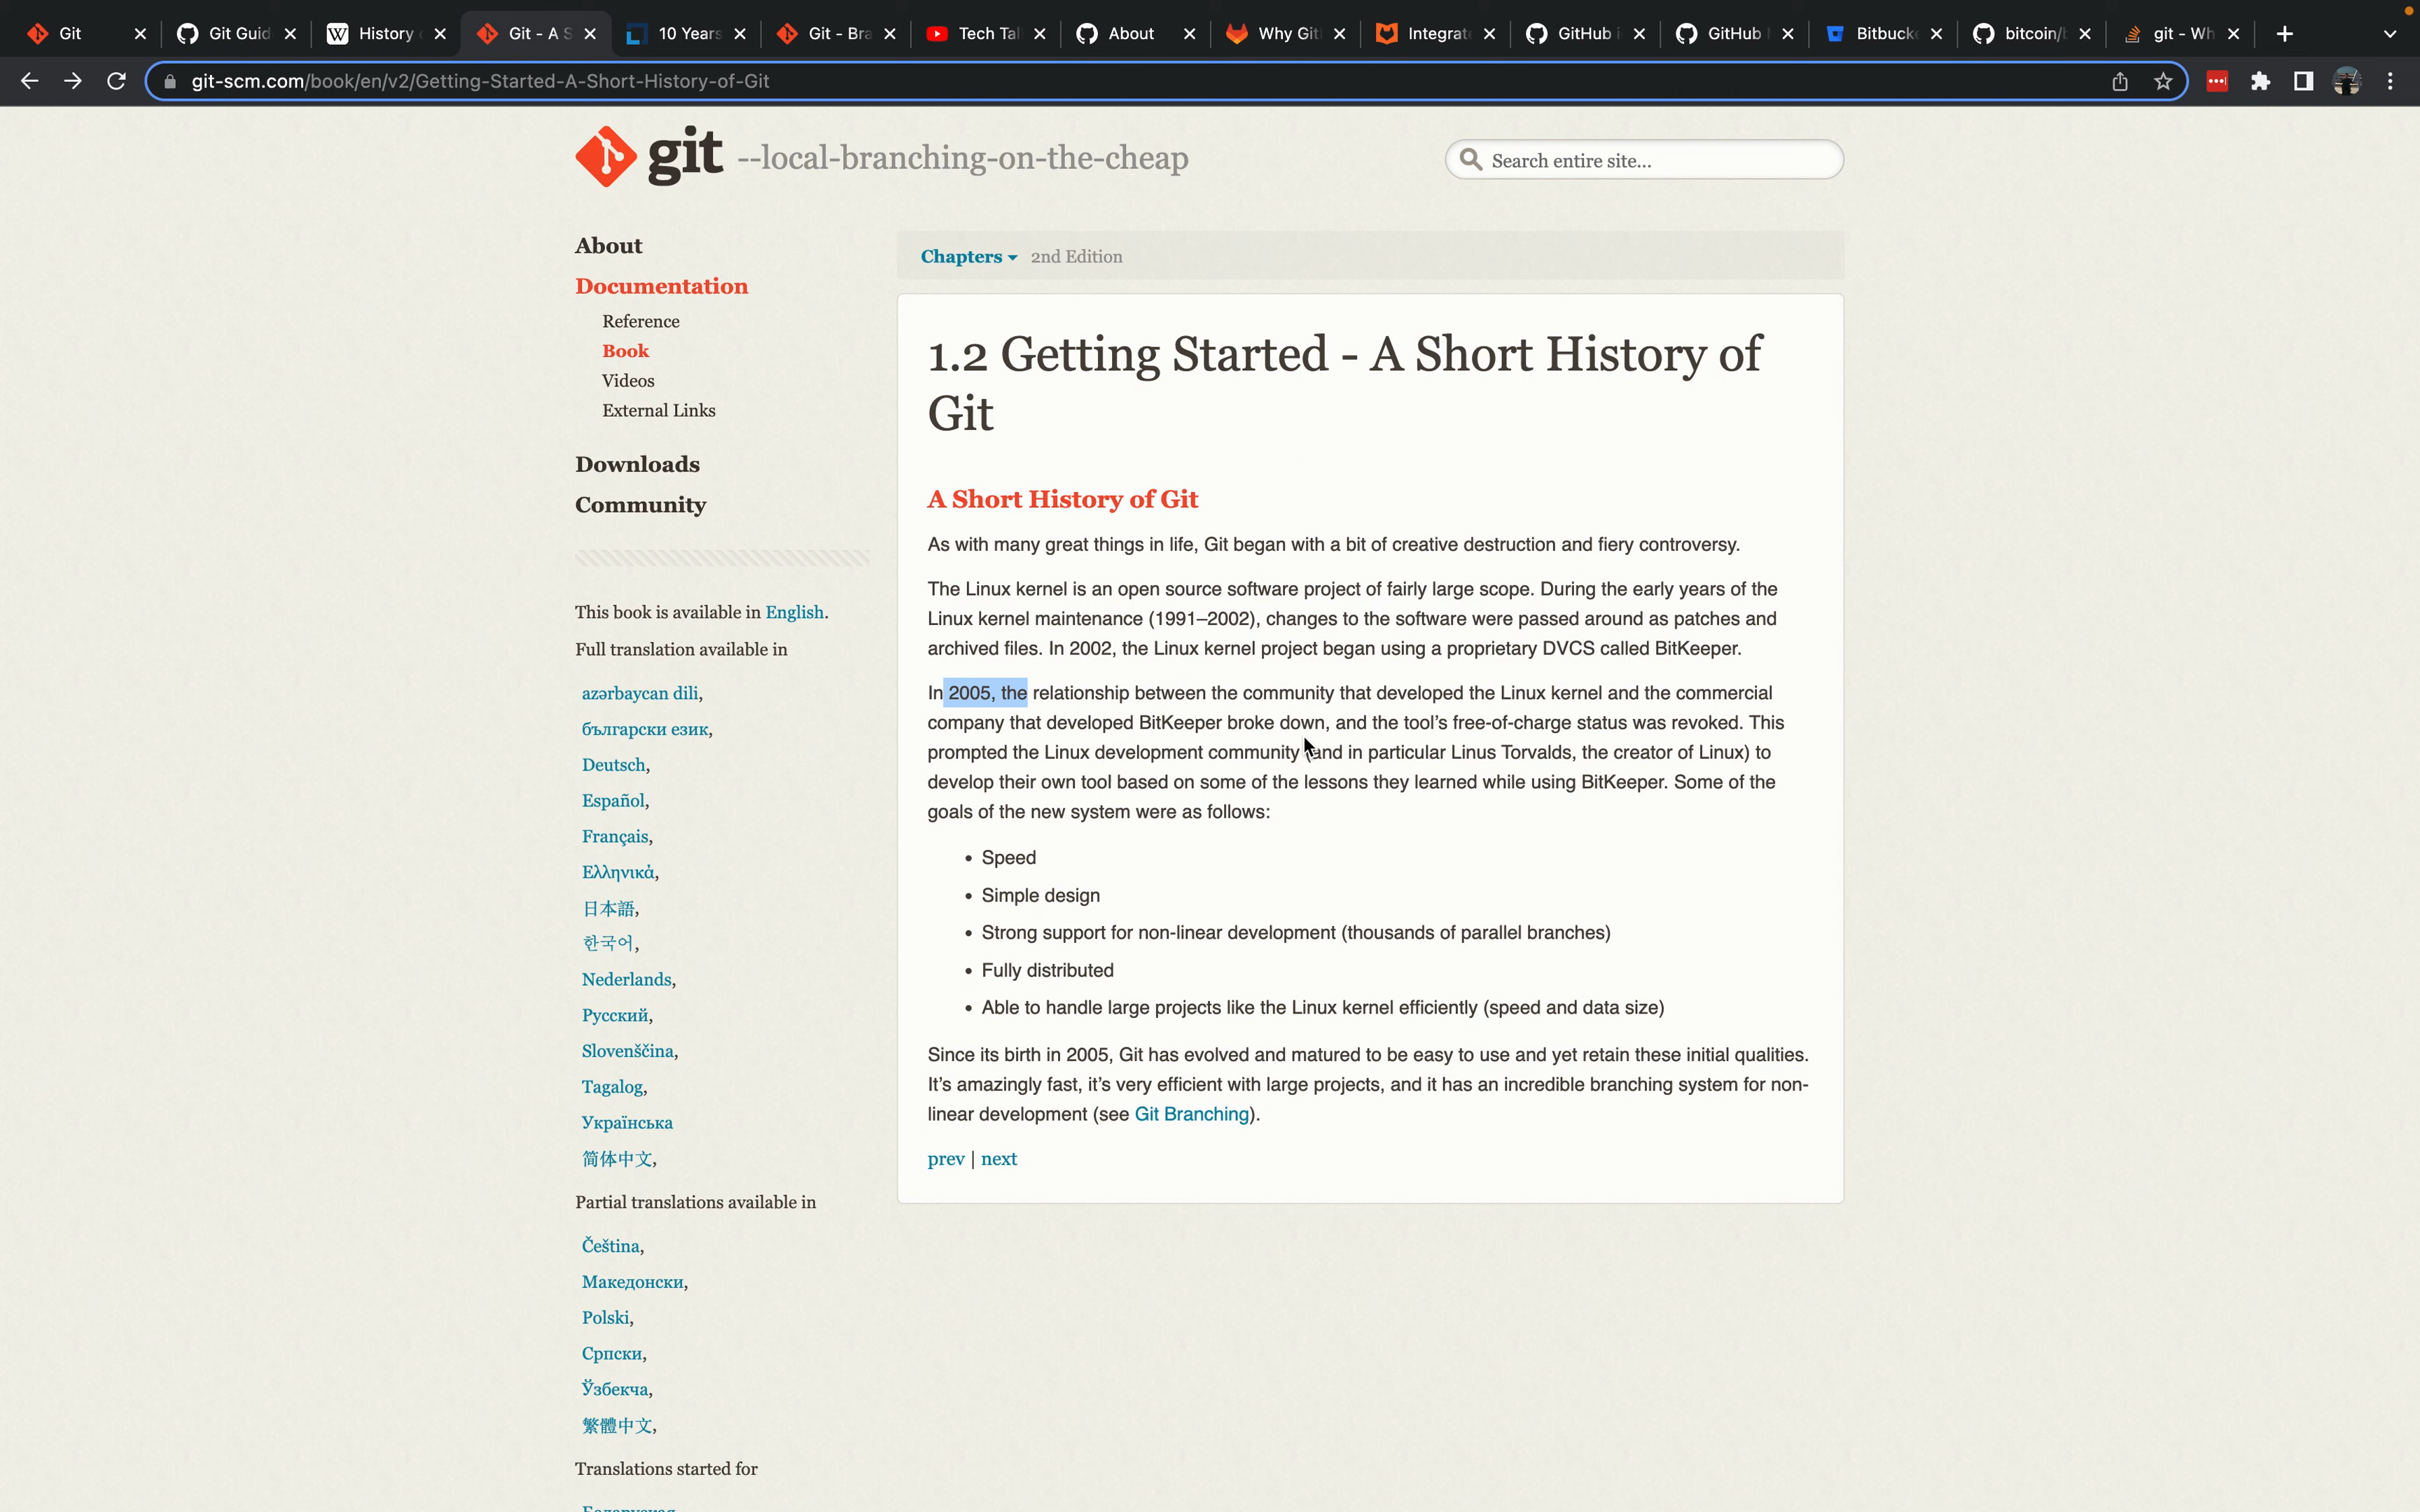 Git
Git Guid
History
Git - A S
10 Years
Git - Bra
Tech Tal
About
Why Git
Integrat
GitHub
GitHub
Bitbuck
bitcoin/
git - Wh
git-scm.com/book/en/v2/Getting-Started-A-Short-History-of-Git
git --local-branching-on-the-cheap
Search entire site...
About
Documentation
Reference
Book
Videos
External Links
Downloads
Community
This book is available in English.
Full translation available in
azərbaycan dili,
български език,
Deutsch,
Español,
Français,
Ελληνικά,
日本語,
한국어,
Nederlands,
Русский,
Slovenščina,
Tagalog,
Українська
简体中文,
Partial translations available in
Čeština,
Македонски,
Polski,
Српски,
Ўзбекча,
繁體中文,
Translations started for
Chapters 2nd Edition
1.2 Getting Started - A Short History of
Git
A Short History of Git
As with many great things in life, Git began with a bit of creative destruction and fiery controversy.
The Linux kernel is an open source software project of fairly large scope. During the early years of the
Linux kernel maintenance (1991–2002), changes to the software were passed around as patches and
archived files. In 2002, the Linux kernel project began using a proprietary DVCS called BitKeeper.
In 2005, the relationship between the community that developed the Linux kernel and the commercial
company that developed BitKeeper broke down, and the tool’s free-of-charge status was revoked. This
prompted the Linux development community (and in particular Linus Torvalds, the creator of Linux) to
develop their own tool based on some of the lessons they learned while using BitKeeper. Some of the
goals of the new system were as follows:
• Speed
• Simple design
• Strong support for non-linear development (thousands of parallel branches)
• Fully distributed
• Able to handle large projects like the Linux kernel efficiently (speed and data size)
Since its birth in 2005, Git has evolved and matured to be easy to use and yet retain these initial qualities.
It’s amazingly fast, it’s very efficient with large projects, and it has an incredible branching system for non-
linear development (see Git Branching).
prev | next